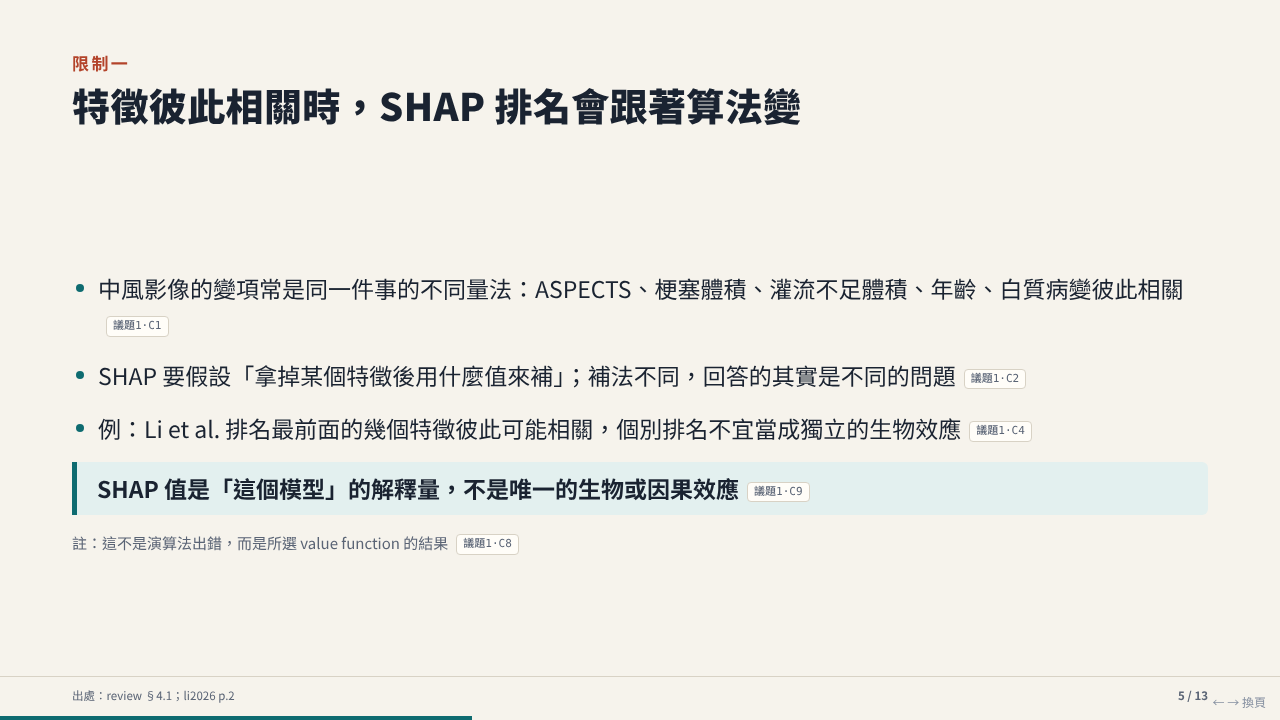 限制一
特徵彼此相關時，SHAP 排名會跟著算法變
中風影像的變項常是同一件事的不同量法：ASPECTS、梗塞體積、灌流不足體積、年齡、白質病變彼此相關
議題1·C1
SHAP 要假設「拿掉某個特徵後用什麼值來補」；補法不同，回答的其實是不同的問題 議題1·C2
例：Li et al. 排名最前面的幾個特徵彼此可能相關，個別排名不宜當成獨立的生物效應 議題1·C4
SHAP 值是「這個模型」的解釋量，不是唯一的生物或因果效應 議題1·C9
註：這不是演算法出錯，而是所選 value function 的結果 議題1·C8
出處：review §4.1；li2026 p.2
5 / 13
←→ 換頁